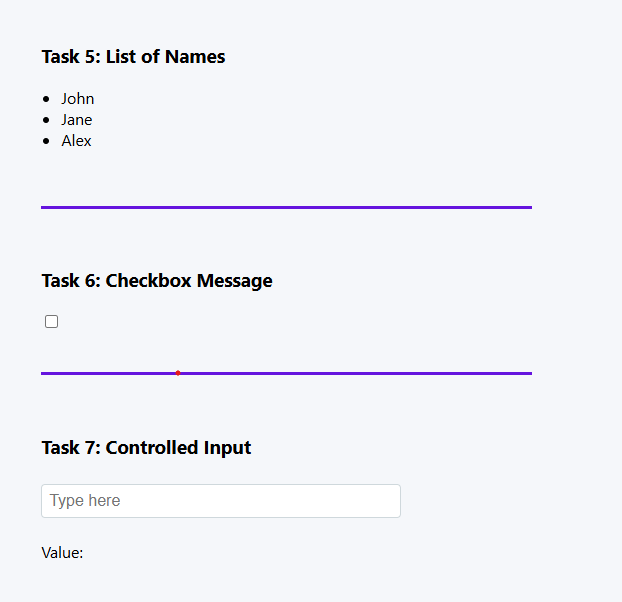 Task 5: List of Names
John
Jane
Alex
Task 6: Checkbox Message
Task 7: Controlled Input
Type here
Value: